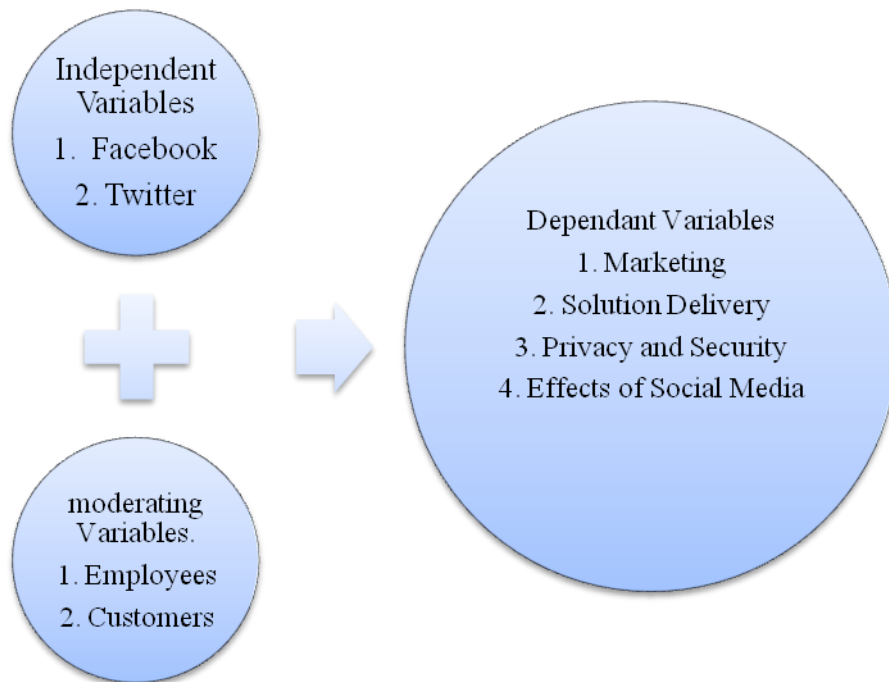 Independent
Variables
1. Facebook
2. Twitter
moderating
Variables.
1. Employees
2. Customers
Dependant Variables
1. Marketing
2. Solution Delivery
3. Privacy and Security
4. Effects of Social Media